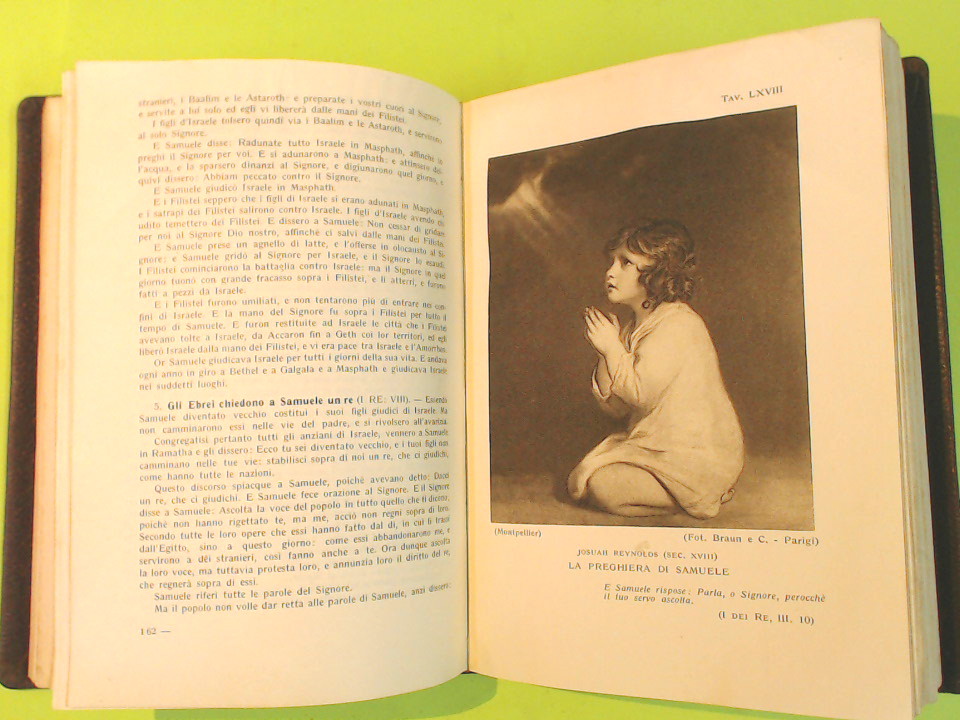 stranieri, i Baalim e le Astaroth: e preparate i vostri cuori al Signore,
e servite a lui solo ed egli vi libererà dalle mani dei Filistei.
I figli d'Israele tolsero quindi via i Baalim e le Astaroth, e servirono
al solo Signore.
E Samuele disse: Radunate tutto Israele in Masphath, affinché io
preghi il Signore per voi. E si adunarono a Masphath: e attinsero
l'acqua, e la sparsero dinanzi al Signore, e digiunarono quel giorno, e
quivi dissero: Abbiam peccato contro il Signore.
E Samuele giudicò Israele in Masphath.
E i Filistei seppero che i figli di Israele si erano adunati in Masphath,
e i satrapi dei Filistei salirono contro Israele. I figli d'Israele avendo ciò
udito temettero dei Filistei. E dissero a Samuele: Non cessar di gridare
per noi al Signore Dio nostro, affinché ci salvi dalle mani dei Filistei.
E Samuele prese un agnello di latte, e l'offerse in olocausto al Si-
gnore; e Samuele gridò al Signore per Israele, e il Signore lo esaudì.
I Filistei cominciarono la battaglia contro Israele: ma il Signore in quel
giorno tuonò con grande fracasso sopra i Filistei, e li atterrì, e furono
fatti a pezzi da Israele.
E i Filistei furono umiliati, e non tentarono più di entrare nei con-
fini di Israele. E la mano del Signore fu sopra i Filistei per tutto il
tempo di Samuele. E furon restituite ad Israele le città che i Filistei
avevano tolte a Israele, da Accaron fin a Geth coi lor territori, ed egli
liberò Israele dalla mano dei Filistei, e vi era pace tra Israele e l'Amorrheo.
Or Samuele giudicava Israele per tutti i giorni della sua vita. E andava
ogni anno in giro a Bethel e a Galgala e a Masphath e giudicava Israele
nei suddetti luoghi.
5. Gli Ebrei chiedono a Samuele un re (I RE: VIII). — Essendo
Samuele diventato vecchio costituì i suoi figli giudici di Israele. Ma
non camminarono essi nelle vie del padre, e si rivolsero all'avarizia.
Congregatisi pertanto tutti gli anziani di Israele, vennero a Samuele
in Ramatha e gli dissero: Ecco tu sei diventato vecchio, e i tuoi figli non
camminano nelle tue vie: stabilisci sopra di noi un re, che ci giudichi,
come hanno tutte le nazioni.
Questo discorso spiacque a Samuele, poiché avevano detto: Dacci
un re, che ci giudichi. E Samuele fece orazione al Signore. E il Signore
disse a Samuele: Ascolta la voce del popolo in tutto quello che ti dicono,
poiché non hanno rigettato te, ma me, acciò non regni sopra di loro.
Secondo tutte le loro opere che essi hanno fatto dal dì, in cui li trassi
dall'Egitto, sino a questo giorno: come essi abbandonarono me, e
servirono a dèi stranieri, così fanno anche a te. Ora dunque ascolta
la loro voce, ma tuttavia protesta loro, e annunzia loro il diritto del re,
che regnerà sopra di essi.
Samuele riferì tutte le parole del Signore.
Ma il popolo non volle dar retta alle parole di Samuele, anzi dissero:
162 —
TAV. LXVIII
(Montpellier)
(Fot. Braun e C. - Parigi)
JOSUAH REYNOLOS (SEC. XVIII)
LA PREGHIERA DI SAMUELE
E Samuele rispose: Parla, o Signore, perocchè
il tuo servo ascolta.
(I DEI RE, III. 10)